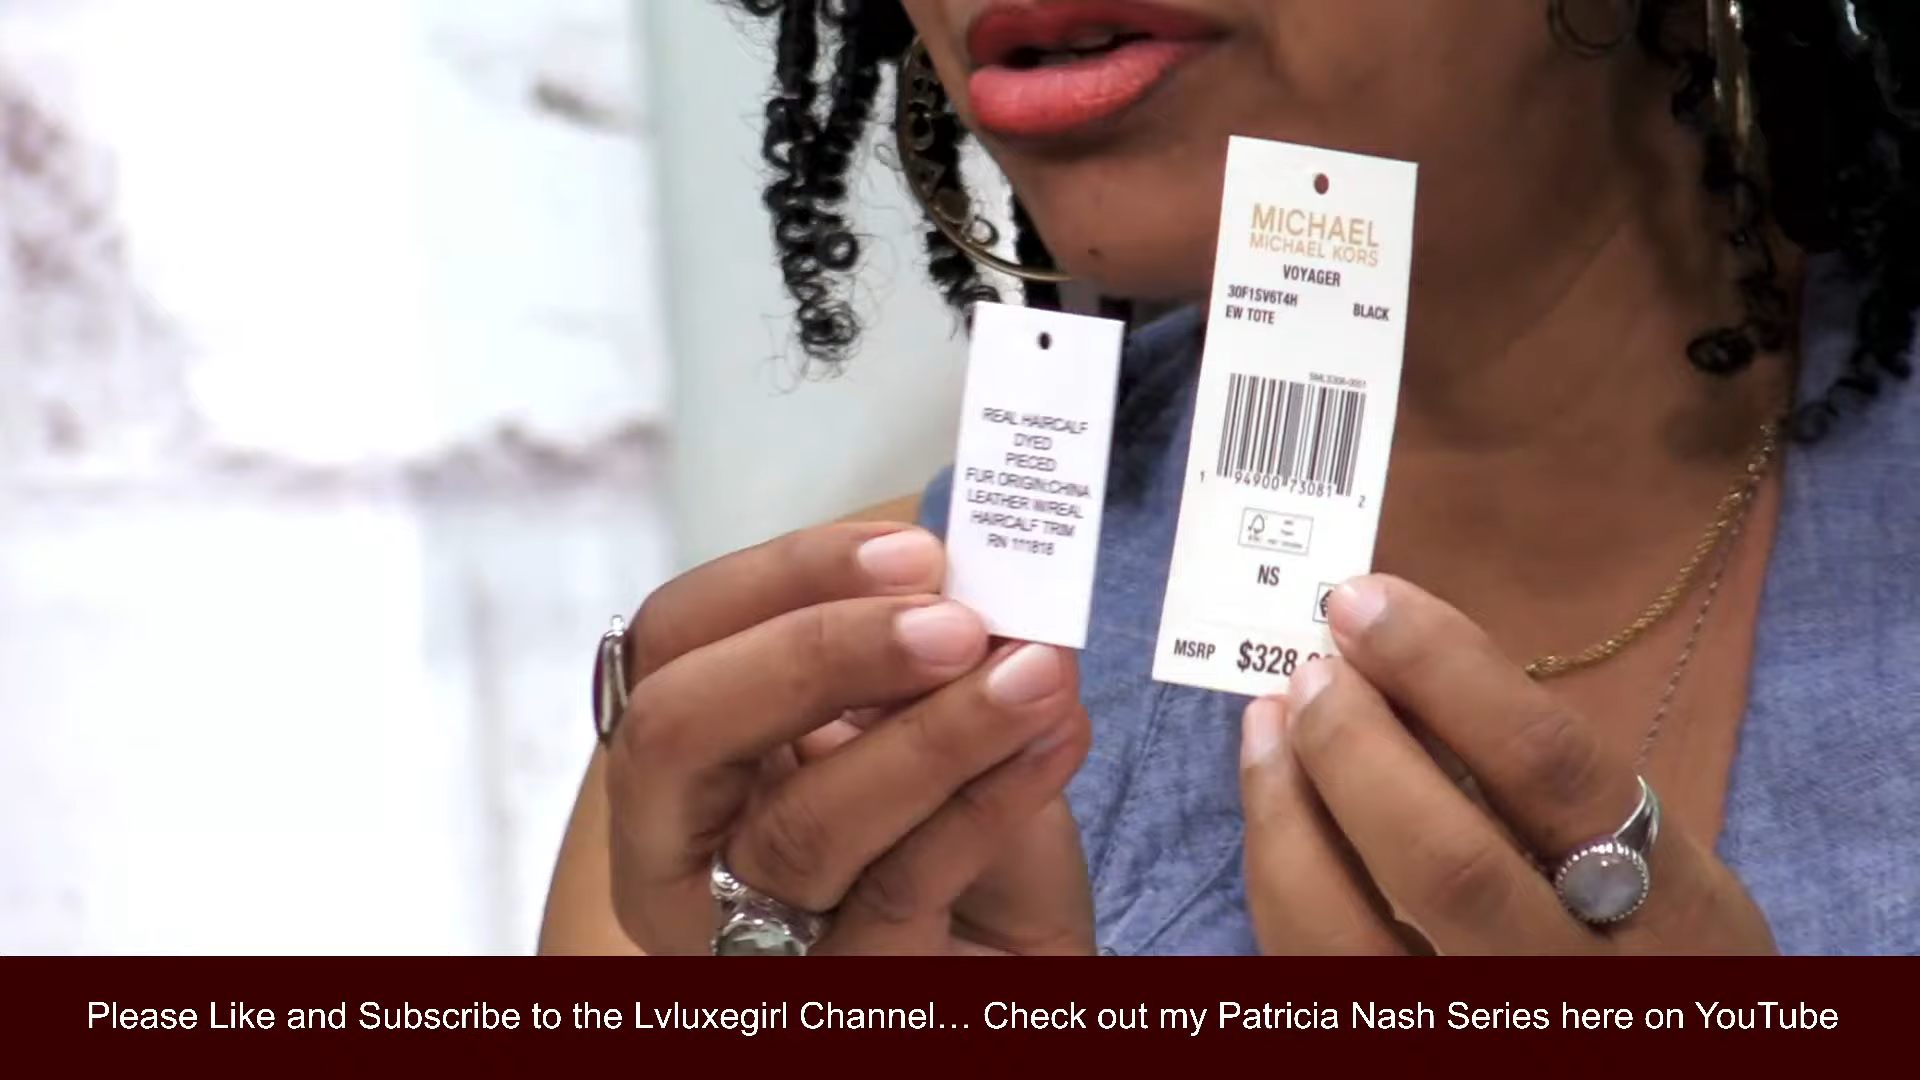 MICHAEL
MICHAEL KORS
VOYAGER
30F1SV6T4H
BLACK
EW TOTE
1 94900 73081 2
NS
MSRP $328
REAL HAIRCALF
DYED
PIECED
FUR ORIGIN:CHINA
LEATHER W/REAL
HAIRCALF TRIM
RN 111818
Please Like and Subscribe to the Lvluxegirl Channel... Check out my Patricia Nash Series here on YouTube